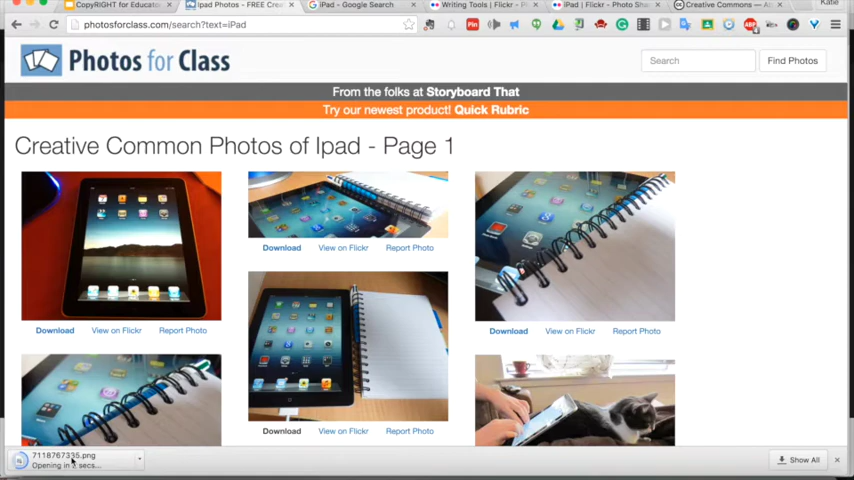 CopyRIGHT for Educator
Ipad Photos - FREE Cre
iPad - Google Search
Writing Tools | Flickr - P
iPad | Flickr - Photo Shar
Creative Commons — A
Katie
photosforclass.com/search?text=iPad
Photos for Class
Search
Find Photos
From the folks at Storyboard That
Try our newest product! Quick Rubric
Creative Common Photos of Ipad - Page 1
Download View on Flickr Report Photo
Download View on Flickr Report Photo
Download View on Flickr Report Photo
Download View on Flickr Report Photo
7118767335.png
Opening in 2 secs...
Show All